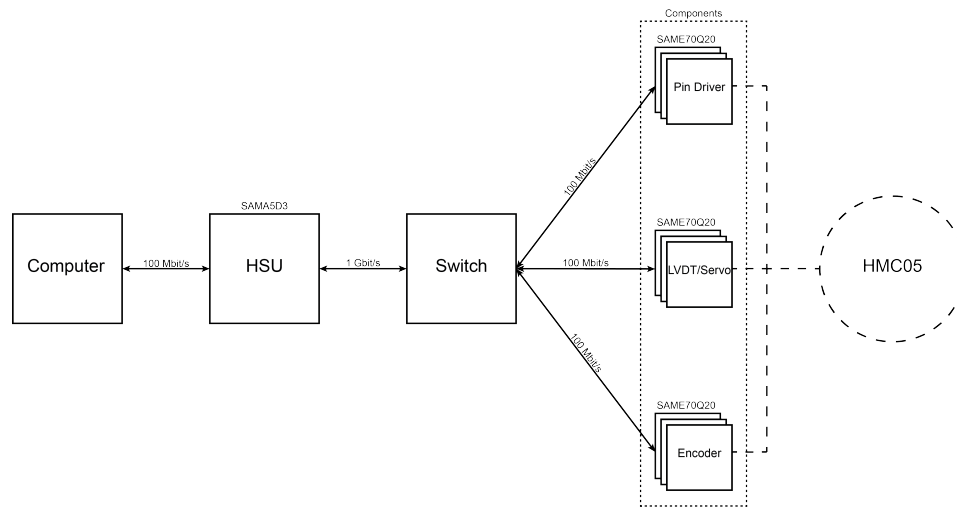 Components
SAME70Q20
Pin Driver
100 Mbit/s
SAMA5D3
SAME70Q20
Computer
100 Mbit/s
HSU
1 Gbit/s
Switch
100 Mbit/s
LVDT/Servo
HMC05
100 Mbit/s
SAME70Q20
Encoder